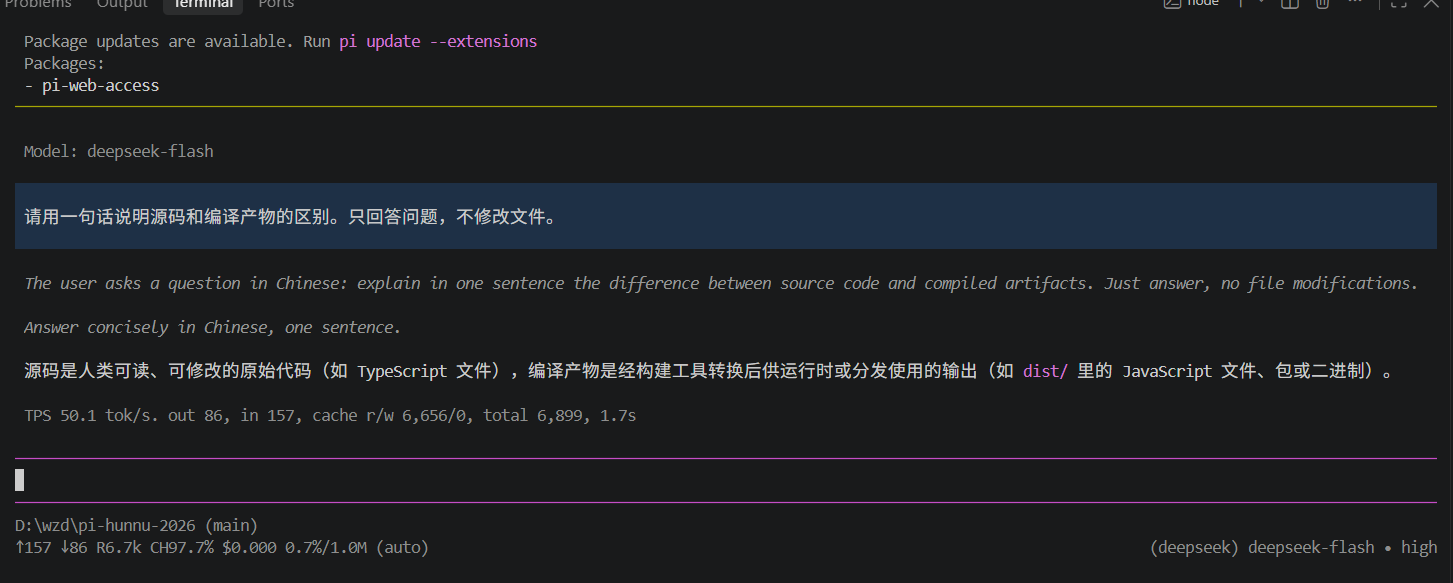 Problems Output Terminal Ports node
Package updates are available. Run pi update --extensions
Packages:
- pi-web-access
Model: deepseek-flash
请用一句话说明源码和编译产物的区别。只回答问题，不修改文件。
The user asks a question in Chinese: explain in one sentence the difference between source code and compiled artifacts. Just answer, no file modifications.
Answer concisely in Chinese, one sentence.
源码是人类可读、可修改的原始代码（如 TypeScript 文件），编译产物是经构建工具转换后供运行时或分发使用的输出（如 dist/ 里的 JavaScript 文件、包或二进制）。
TPS 50.1 tok/s. out 86, in 157, cache r/w 6,656/0, total 6,899, 1.7s
D:\wzd\pi-hunnu-2026 (main)
↑157 ↓86 R6.7k CH97.7% $0.000 0.7%/1.0M (auto) (deepseek) deepseek-flash • high